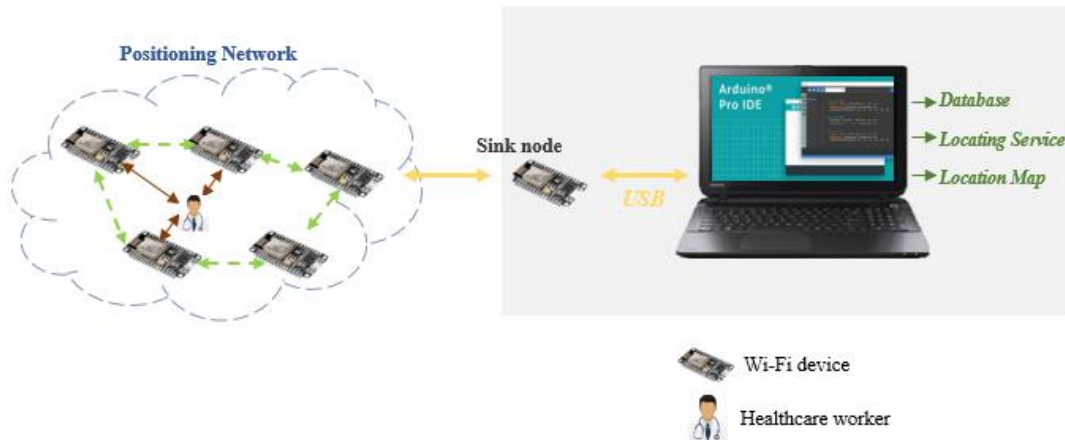 Positioning Network
Sink node
USB
Arduino®
Pro IDE
Database
Locating Service
Location Map
Wi-Fi device
Healthcare worker